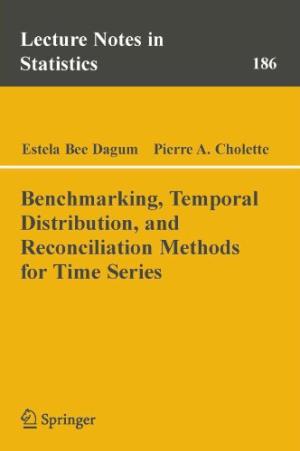 Lecture Notes in
Statistics
186
Estela Bee Dagum Pierre A. Cholette
Benchmarking, Temporal
Distribution, and
Reconciliation Methods
for Time Series
Springer